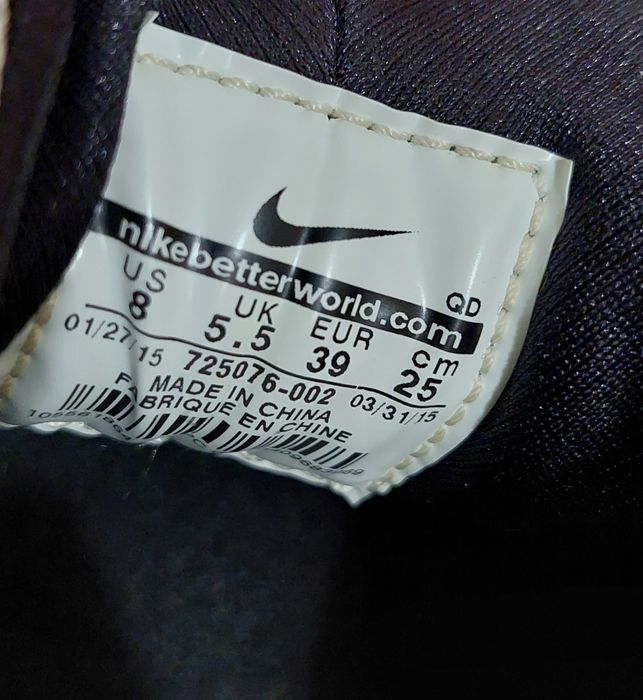 nikebetterworld.com
QD
US UK EUR cm
8 5.5 39 25
01/27/15 725076-002 03/31/15
MADE IN CHINA
FABRIQUE EN CHINE